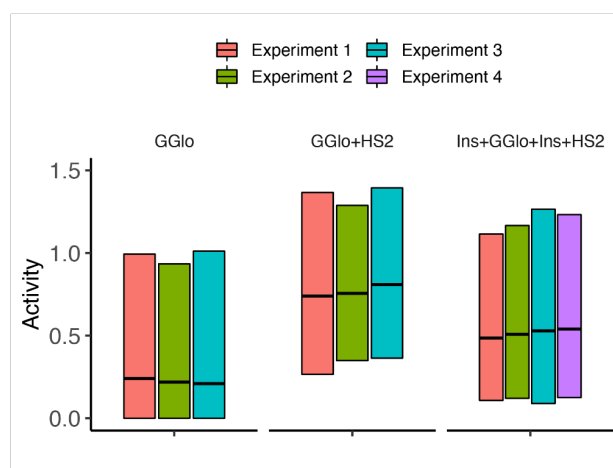 Experiment 1 Experiment 3
Experiment 2 Experiment 4
GGlo GGlo+HS2 Ins+GGlo+Ins+HS2
1.5
1.0
0.5
0.0
Activity